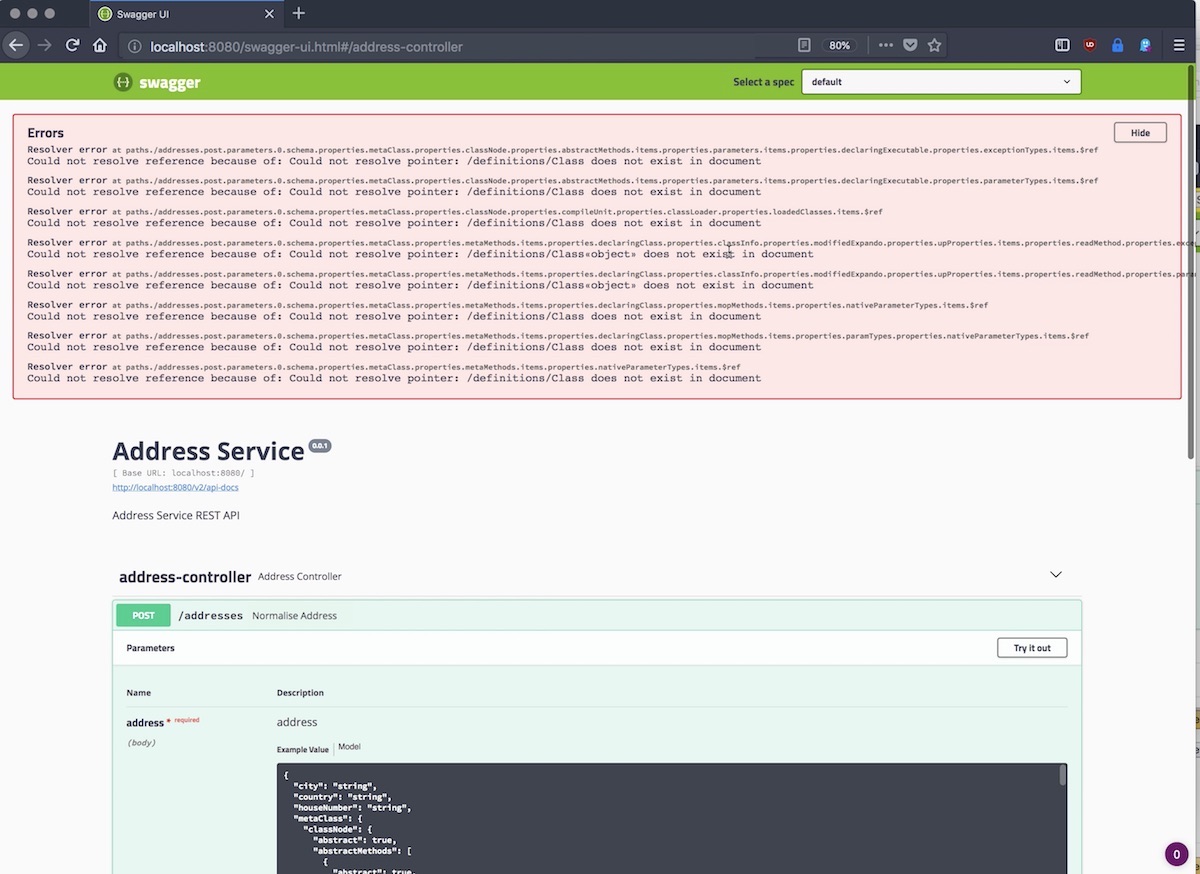 Swagger UI
localhost:8080/swagger-ui.html#/address-controller
80%
swagger
Select a spec
default
Errors
Hide
Resolver error at paths./addresses.post.parameters.0.schema.properties.metaClass.properties.classNode.properties.abstractMethods.items.properties.parameters.items.properties.declaringExecutable.properties.exceptionTypes.items.$ref
Could not resolve reference because of: Could not resolve pointer: /definitions/Class does not exist in document
Resolver error at paths./addresses.post.parameters.0.schema.properties.metaClass.properties.classNode.properties.abstractMethods.items.properties.parameters.items.properties.declaringExecutable.properties.parameterTypes.items.$ref
Could not resolve reference because of: Could not resolve pointer: /definitions/Class does not exist in document
Resolver error at paths./addresses.post.parameters.0.schema.properties.metaClass.properties.classNode.properties.compileUnit.properties.classLoader.properties.loadedClasses.items.$ref
Could not resolve reference because of: Could not resolve pointer: /definitions/Class does not exist in document
Resolver error at paths./addresses.post.parameters.0.schema.properties.metaClass.properties.metaMethods.items.properties.declaringClass.properties.classInfo.properties.modifiedExpando.properties.upProperties.items.properties.readMethod.properties.exce
Could not resolve reference because of: Could not resolve pointer: /definitions/Class«object» does not exist in document
Resolver error at paths./addresses.post.parameters.0.schema.properties.metaClass.properties.metaMethods.items.properties.declaringClass.properties.classInfo.properties.modifiedExpando.properties.upProperties.items.properties.readMethod.properties.para
Could not resolve reference because of: Could not resolve pointer: /definitions/Class«object» does not exist in document
Resolver error at paths./addresses.post.parameters.0.schema.properties.metaClass.properties.metaMethods.items.properties.declaringClass.properties.mopMethods.items.properties.nativeParameterTypes.items.$ref
Could not resolve reference because of: Could not resolve pointer: /definitions/Class does not exist in document
Resolver error at paths./addresses.post.parameters.0.schema.properties.metaClass.properties.metaMethods.items.properties.declaringClass.properties.mopMethods.items.properties.paramTypes.properties.nativeParameterTypes.items.$ref
Could not resolve reference because of: Could not resolve pointer: /definitions/Class does not exist in document
Resolver error at paths./addresses.post.parameters.0.schema.properties.metaClass.properties.metaMethods.items.properties.nativeParameterTypes.items.$ref
Could not resolve reference because of: Could not resolve pointer: /definitions/Class does not exist in document
Address Service 0.0.1
[ Base URL: localhost:8080/ ]
http://localhost:8080/v2/api-docs
Address Service REST API
address-controller Address Controller
POST /addresses Normalise Address
Parameters
Try it out
Name Description
address * required
address
(body)
Example Value Model
{
"city": "string",
"country": "string",
"houseNumber": "string",
"metaClass": {
"classNode": {
"abstract": true,
"abstractMethods": [
{
"abstract": true,
0